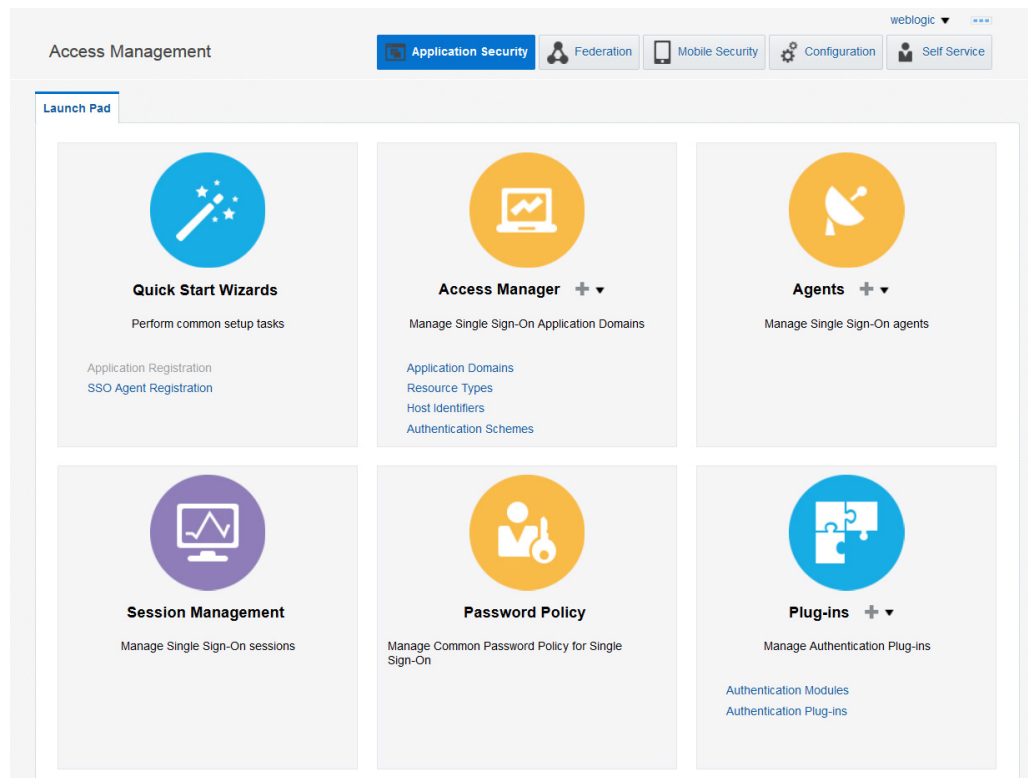 weblogic
Access Management
Application Security
Federation
Mobile Security
Configuration
Self Service
Launch Pad
Quick Start Wizards
Perform common setup tasks
Application Registration
SSO Agent Registration
Access Manager
Manage Single Sign-On Application Domains
Application Domains
Resource Types
Host Identifiers
Authentication Schemes
Agents
Manage Single Sign-On agents
Session Management
Manage Single Sign-On sessions
Password Policy
Manage Common Password Policy for Single
Sign-On
Plug-ins
Manage Authentication Plug-ins
Authentication Modules
Authentication Plug-ins